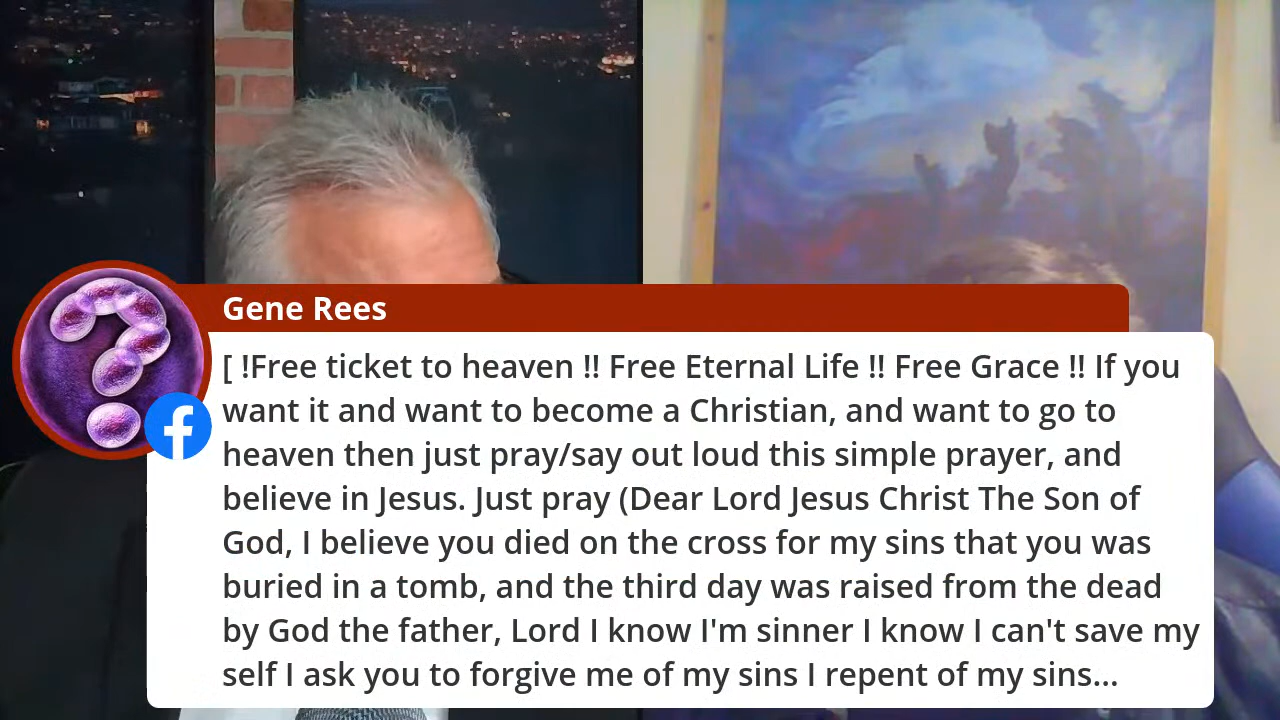 Gene Rees
[ !Free ticket to heaven !! Free Eternal Life !! Free Grace !! If you
want it and want to become a Christian, and want to go to
heaven then just pray/say out loud this simple prayer, and
believe in Jesus. Just pray (Dear Lord Jesus Christ The Son of
God, I believe you died on the cross for my sins that you was
buried in a tomb, and the third day was raised from the dead
by God the father, Lord I know I'm sinner I know I can't save my
self I ask you to forgive me of my sins I repent of my sins...